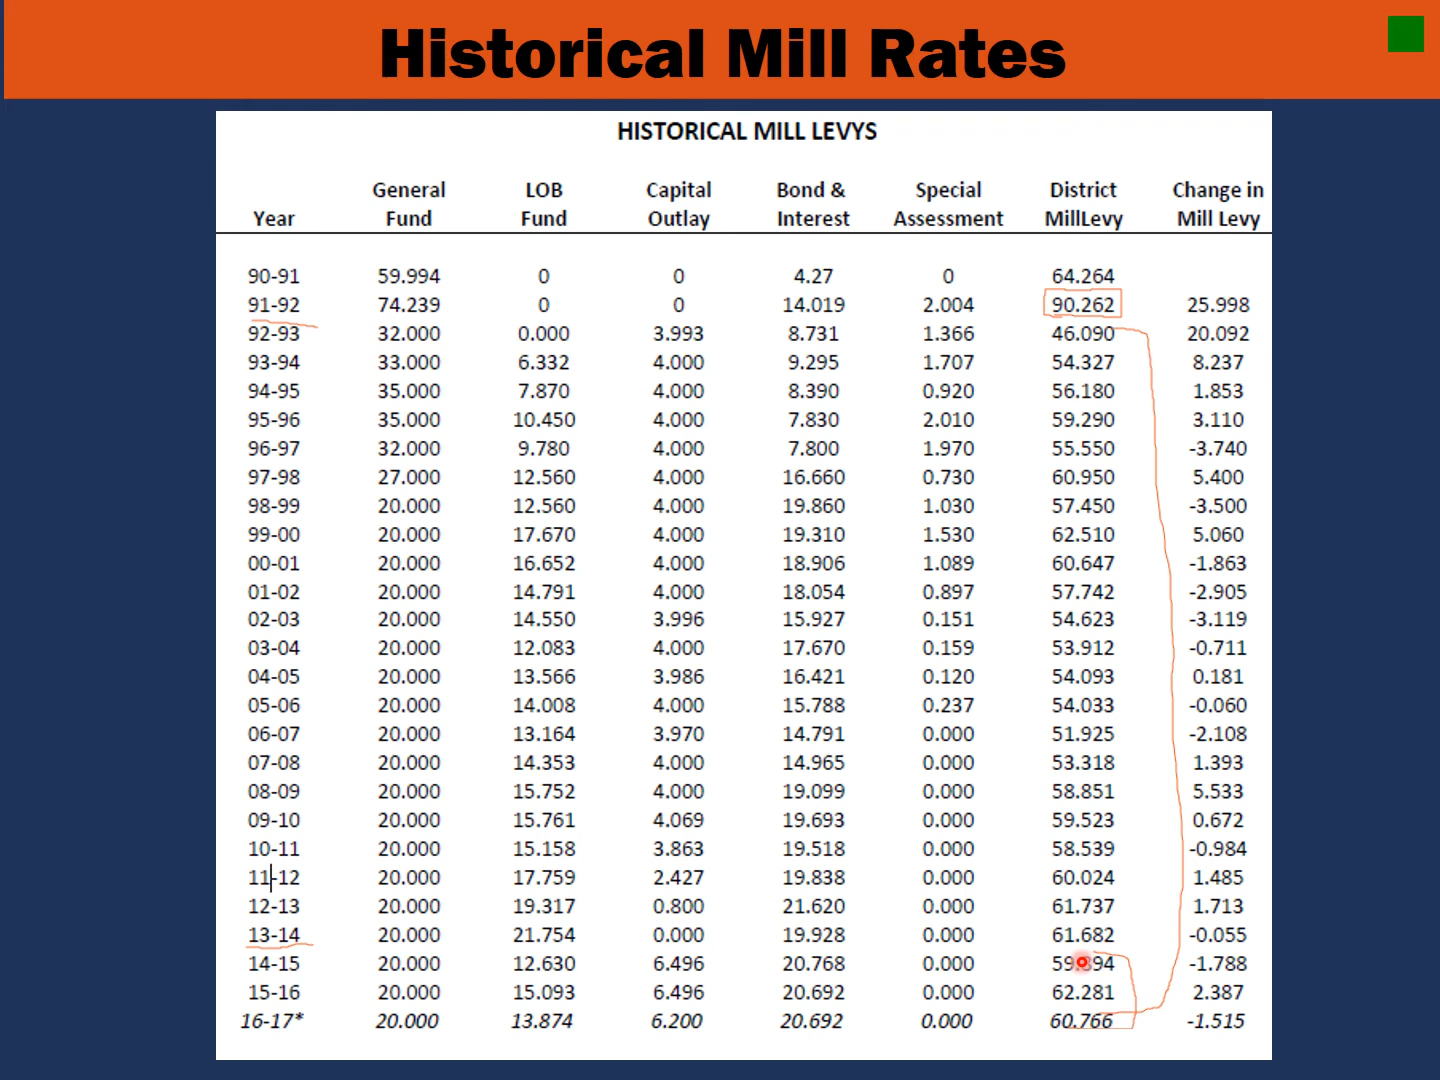 Historical Mill Rates
HISTORICAL MILL LEVYS
General LOB Capital Bond & Special District Change in
Year Fund Fund Outlay Interest Assessment MillLevy Mill Levy
90-91 59.994 0 0 4.27 0 64.264
91-92 74.239 0 0 14.019 2.004 90.262 25.998
92-93 32.000 0.000 3.993 8.731 1.366 46.090 20.092
93-94 33.000 6.332 4.000 9.295 1.707 54.327 8.237
94-95 35.000 7.870 4.000 8.390 0.920 56.180 1.853
95-96 35.000 10.450 4.000 7.830 2.010 59.290 3.110
96-97 32.000 9.780 4.000 7.800 1.970 55.550 -3.740
97-98 27.000 12.560 4.000 16.660 0.730 60.950 5.400
98-99 20.000 12.560 4.000 19.860 1.030 57.450 -3.500
99-00 20.000 17.670 4.000 19.310 1.530 62.510 5.060
00-01 20.000 16.652 4.000 18.906 1.089 60.647 -1.863
01-02 20.000 14.791 4.000 18.054 0.897 57.742 -2.905
02-03 20.000 14.550 3.996 15.927 0.151 54.623 -3.119
03-04 20.000 12.083 4.000 17.670 0.159 53.912 -0.711
04-05 20.000 13.566 3.986 16.421 0.120 54.093 0.181
05-06 20.000 14.008 4.000 15.788 0.237 54.033 -0.060
06-07 20.000 13.164 3.970 14.791 0.000 51.925 -2.108
07-08 20.000 14.353 4.000 14.965 0.000 53.318 1.393
08-09 20.000 15.752 4.000 19.099 0.000 58.851 5.533
09-10 20.000 15.761 4.069 19.693 0.000 59.523 0.672
10-11 20.000 15.158 3.863 19.518 0.000 58.539 -0.984
11-12 20.000 17.759 2.427 19.838 0.000 60.024 1.485
12-13 20.000 19.317 0.800 21.620 0.000 61.737 1.713
13-14 20.000 21.754 0.000 19.928 0.000 61.682 -0.055
14-15 20.000 12.630 6.496 20.768 0.000 -1.788
15-16 20.000 15.093 6.496 20.692 0.000 62.281 2.387
16-17* 20.000 13.874 6.200 20.692 0.000 60.766 -1.515